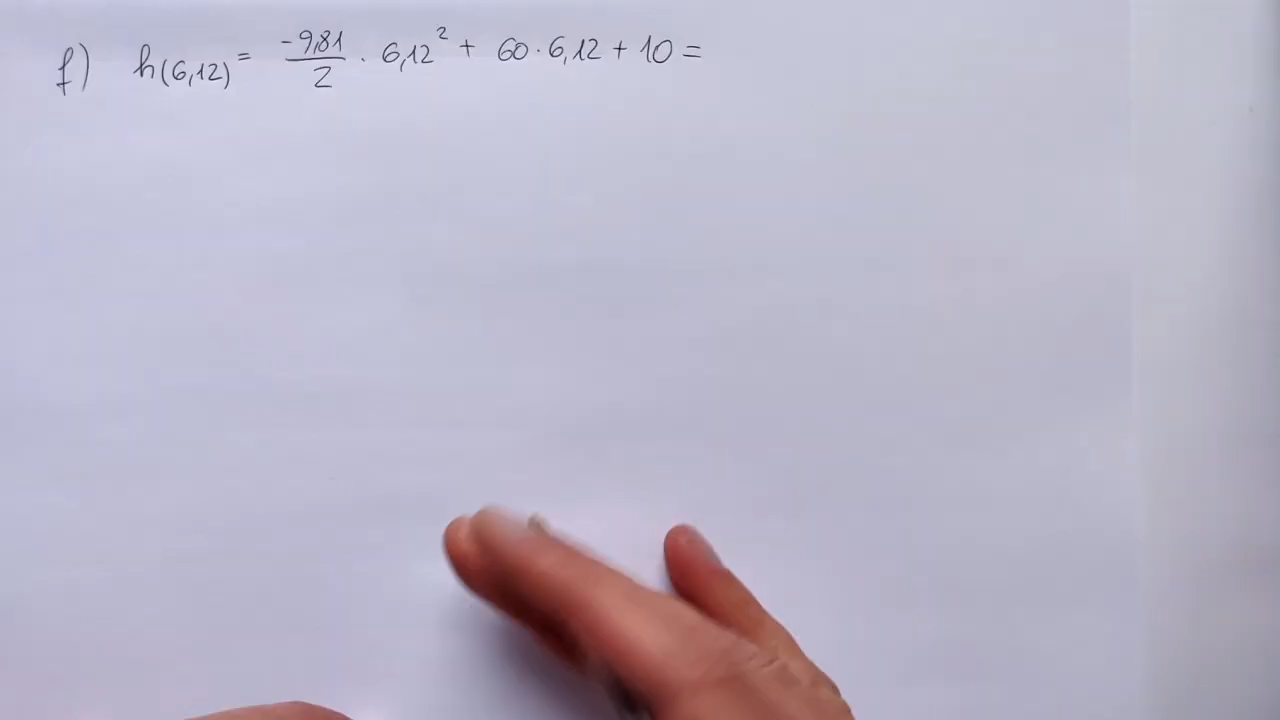 f) h(6,12) = -9,81/2 · 6,12² + 60 · 6,12 + 10 =